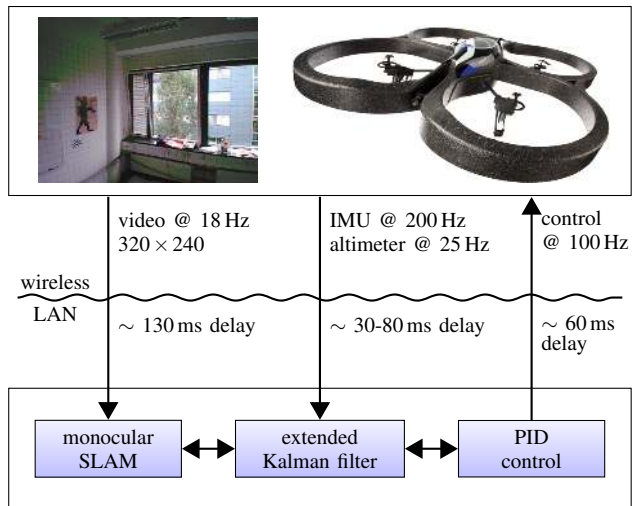 video @ 18 Hz
320 × 240
IMU @ 200 Hz
altimeter @ 25 Hz
control
@ 100 Hz
wireless
LAN
∼ 130 ms delay
∼ 30-80 ms delay
∼ 60 ms
delay
monocular
SLAM
extended
Kalman filter
PID
control